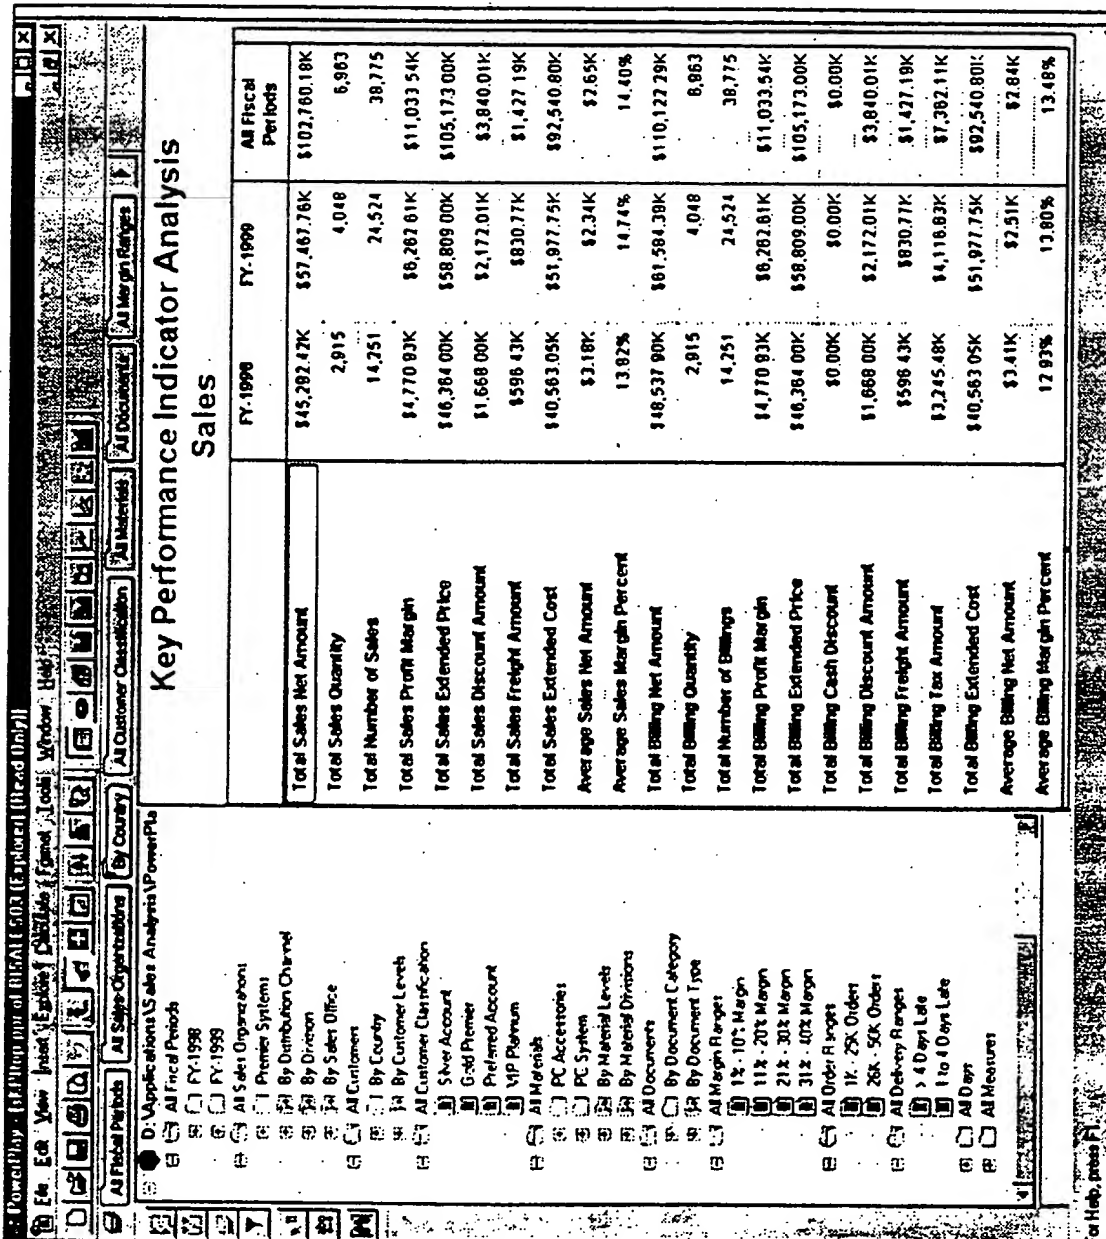 File Edit View Insert Explore Calculate Format Tools Window Help
All Fiscal Periods All Sales Organizations By Country All Customer Classification All Materials All Documents All Margin Ranges
D:\Applications\Sales Analysis\PowerPla
All Fiscal Periods
FY-1998
FY-1999
All Sales Organizations
Premier Systems
By Distribution Channel
By Division
By Sales Office
All Customers
By Country
By Customer Levels
All Customer Classification
Silver Account
Gold Premier
Preferred Account
VIP Platinum
All Materials
PC Accessories
PC System
By Material Levels
By Material Divisions
All Documents
By Document Category
By Document Type
All Margin Ranges
1% - 10% Margin
11% - 20% Margin
21% - 30% Margin
31% - 40% Margin
All Order Ranges
1K - 25K Orders
26K - 50K Orders
All Delivery Ranges
> 4 Days Late
1 to 4 Days Late
All Days
All Measures
Key Performance Indicator Analysis
Sales
FY-1998 FY-1999 All Fiscal Periods
Total Sales Net Amount $45,292.42K $57,467.76K $102,760.18K
Total Sales Quantity 2,915 4,048 6,963
Total Number of Sales 14,251 24,524 38,775
Total Sales Profit Margin $4,770 93K $6,262 61K $11,033 54K
Total Sales Extended Price $46,364 00K $58,809 00K $105,173 00K
Total Sales Discount Amount $1,668 00K $2,172.01K $3,840.01K
Total Sales Freight Amount $596 43K $830.77K $1,427 19K
Total Sales Extended Cost $40,563.05K $51,977.75K $92,540.80K
Average Sales Net Amount $3.18K $2.34K $2.65K
Average Sales Margin Percent 13.82% 14.74% 14.40%
Total Billing Net Amount $48,537 90K $61,584.39K $110,122 29K
Total Billing Quantity 2,915 4,048 6,963
Total Number of Billings 14,251 24,524 38,775
Total Billing Profit Margin $4,770 93K $6,262.61K $11,033.54K
Total Billing Extended Price $46,364 00K $58,809.00K $105,173.00K
Total Billing Cash Discount $0.00K $0.00K $0.00K
Total Billing Discount Amount $1,668 00K $2,172.01K $3,840.01K
Total Billing Freight Amount $596 43K $830.77K $1,427.19K
Total Billing Tax Amount $3,245.48K $4,116.63K $7,362.11K
Total Billing Extended Cost $40,563 05K $51,977.75K $92,540.80K
Average Billing Net Amount $3.41K $2.51K $2.84K
Average Billing Margin Percent 12 93% 13.80% 13.48%
or Help, press F1